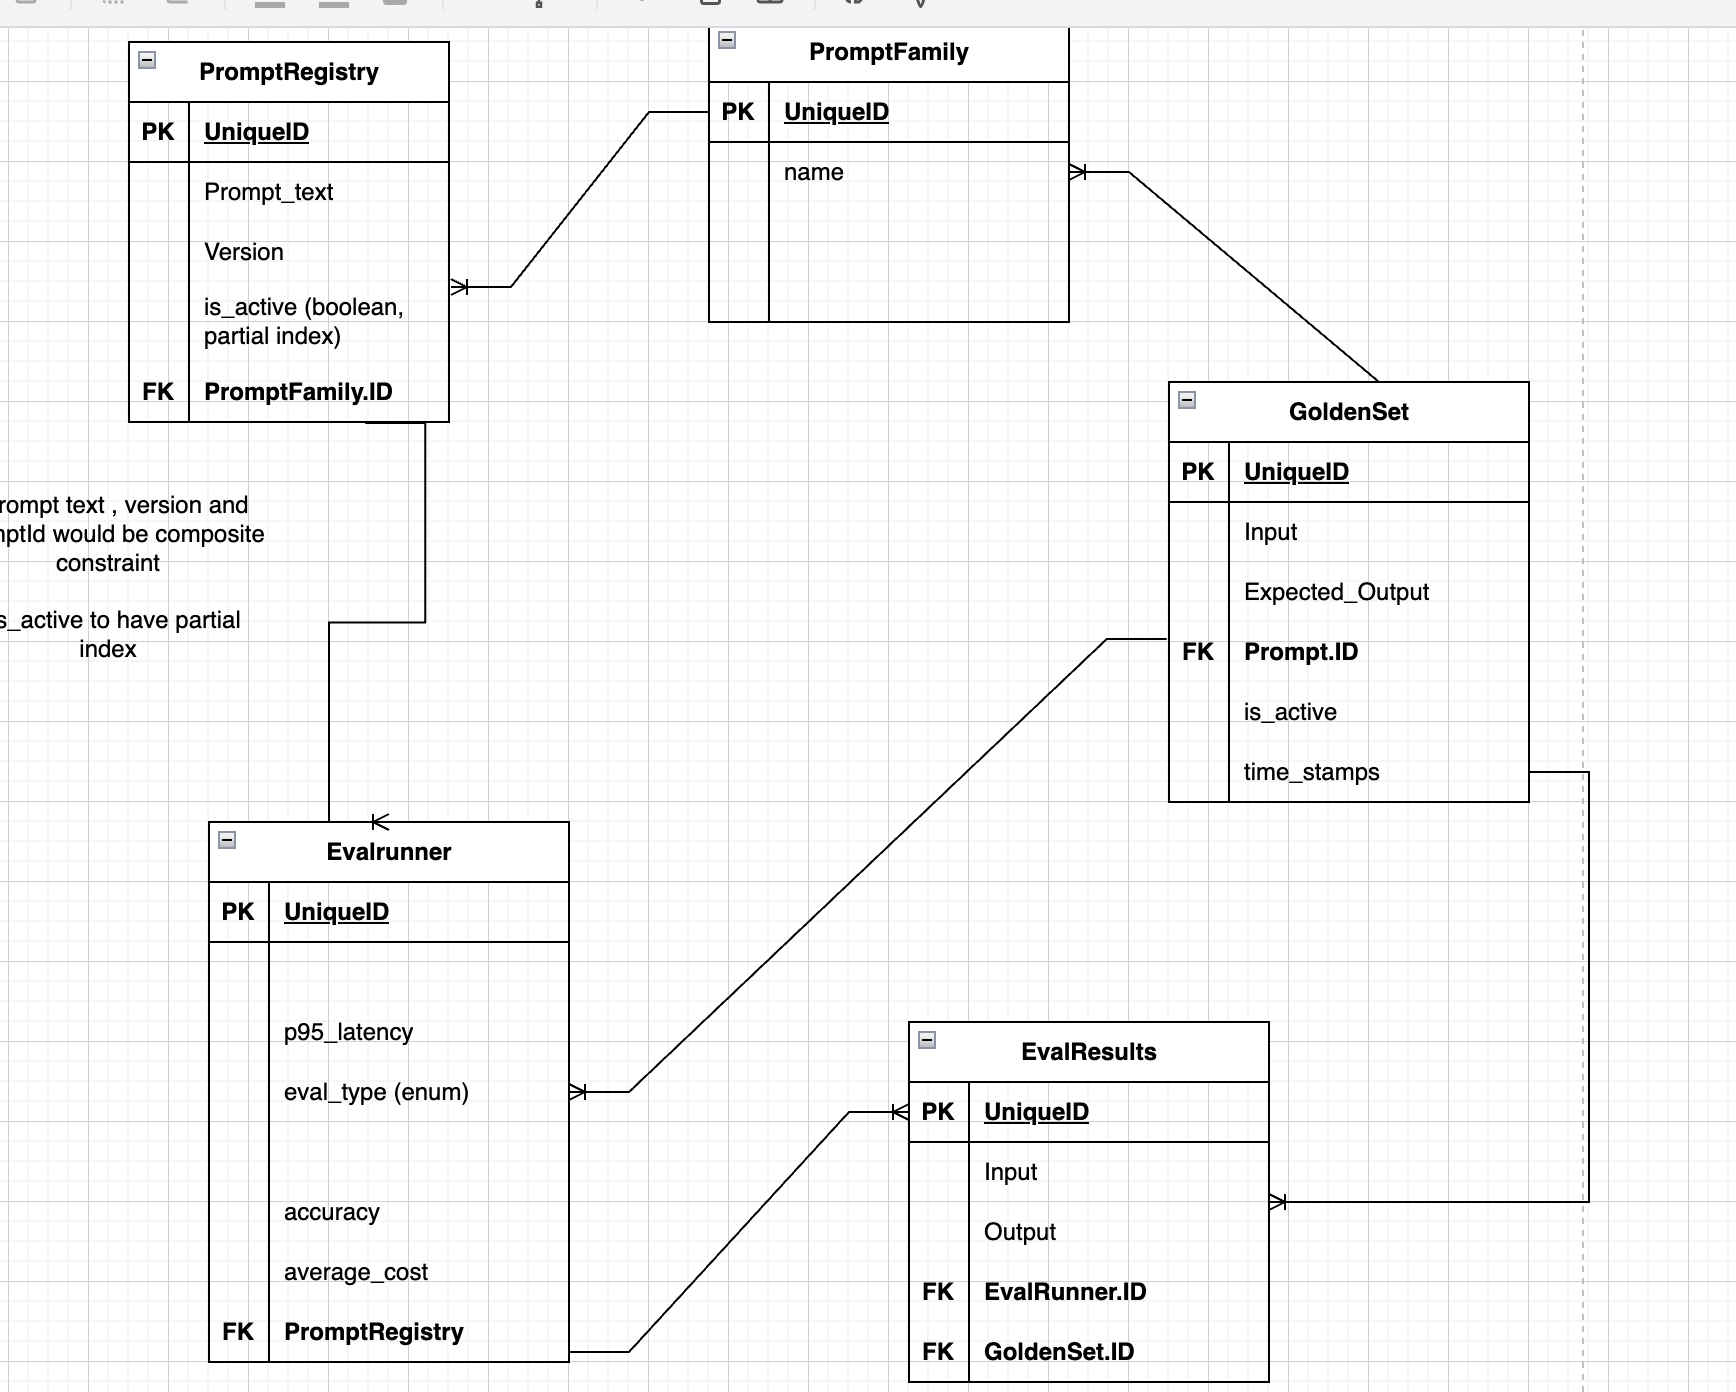 PromptRegistry
PK UniqueID
Prompt_text
Version
is_active (boolean,
partial index)
FK PromptFamily.ID
PromptFamily
PK UniqueID
name
GoldenSet
PK UniqueID
Input
Expected_Output
FK Prompt.ID
is_active
time_stamps
rompt text , version and
nptId would be composite
constraint
s_active to have partial
index
Evalrunner
PK UniqueID
p95_latency
eval_type (enum)
accuracy
average_cost
FK PromptRegistry
EvalResults
PK UniqueID
Input
Output
FK EvalRunner.ID
FK GoldenSet.ID